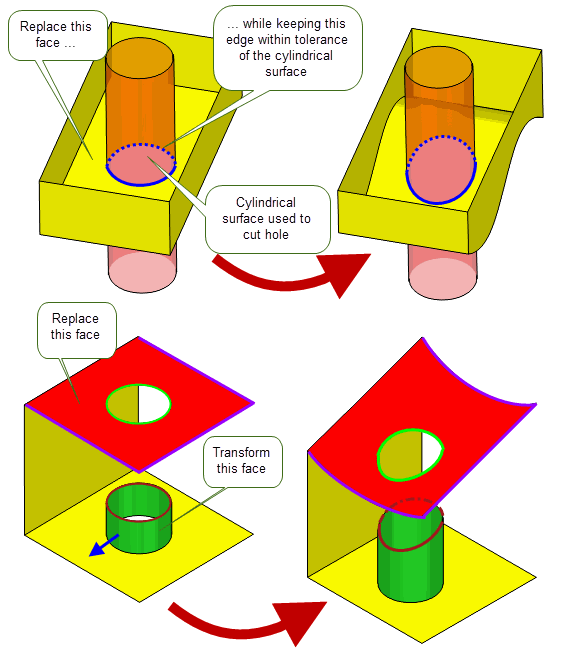 Replace this
face ...
... while keeping this
edge within tolerance
of the cylindrical
surface
Cylindrical
surface used to
cut hole
Replace
this face
Transform
this face